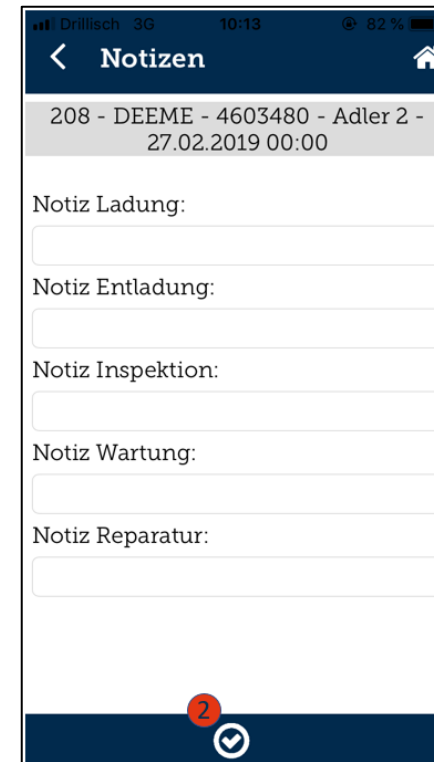 Drillisch 3G 10:13 82 %
Notizen
208 - DEEME - 4603480 - Adler 2 -
27.02.2019 00:00
Notiz Ladung:
Notiz Entladung:
Notiz Inspektion:
Notiz Wartung:
Notiz Reparatur:
2